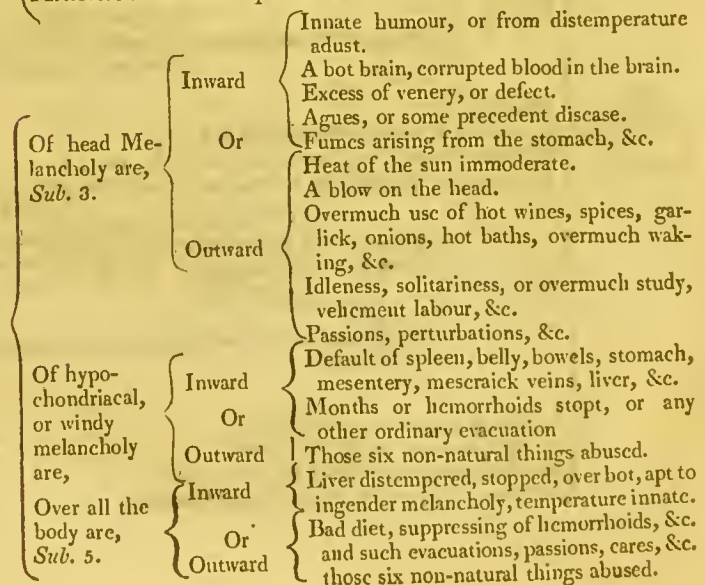 Innate humour, or from distemperature
adust.
A hot brain, corrupted blood in the brain.
Inward
Excess of venery, or defect.
Agues, or some precedent disease.
Of head Me-
lancholy are,
Sub. 3.
Or
Fumes arising from the stomach, &c.
Heat of the sun immoderate.
A blow on the head.
Overmuch use of hot wines, spices, gar-
lick, onions, hot baths, overmuch wak-
ing, &c.
Outward
Idleness, solitariness, or overmuch study,
vehement labour, &c.
Passions, perturbations, &c.
Of hypo-
chondriacal,
or windy
melancholy
are,
Inward
Default of spleen, belly, bowels, stomach,
mesentery, meseraick veins, liver, &c.
Or
Months or hemorrhoids stopt, or any
other ordinary evacuation
Outward
Those six non-natural things abused.
Over all the
body are,
Sub. 5.
Inward
Liver distempered, stopped, over hot, apt to
ingender melancholy, temperature innate.
Or
Outward
Bad diet, suppressing of hemorrhoids, &c.
and such evacuations, passions, cares, &c.
those six non-natural things abused.